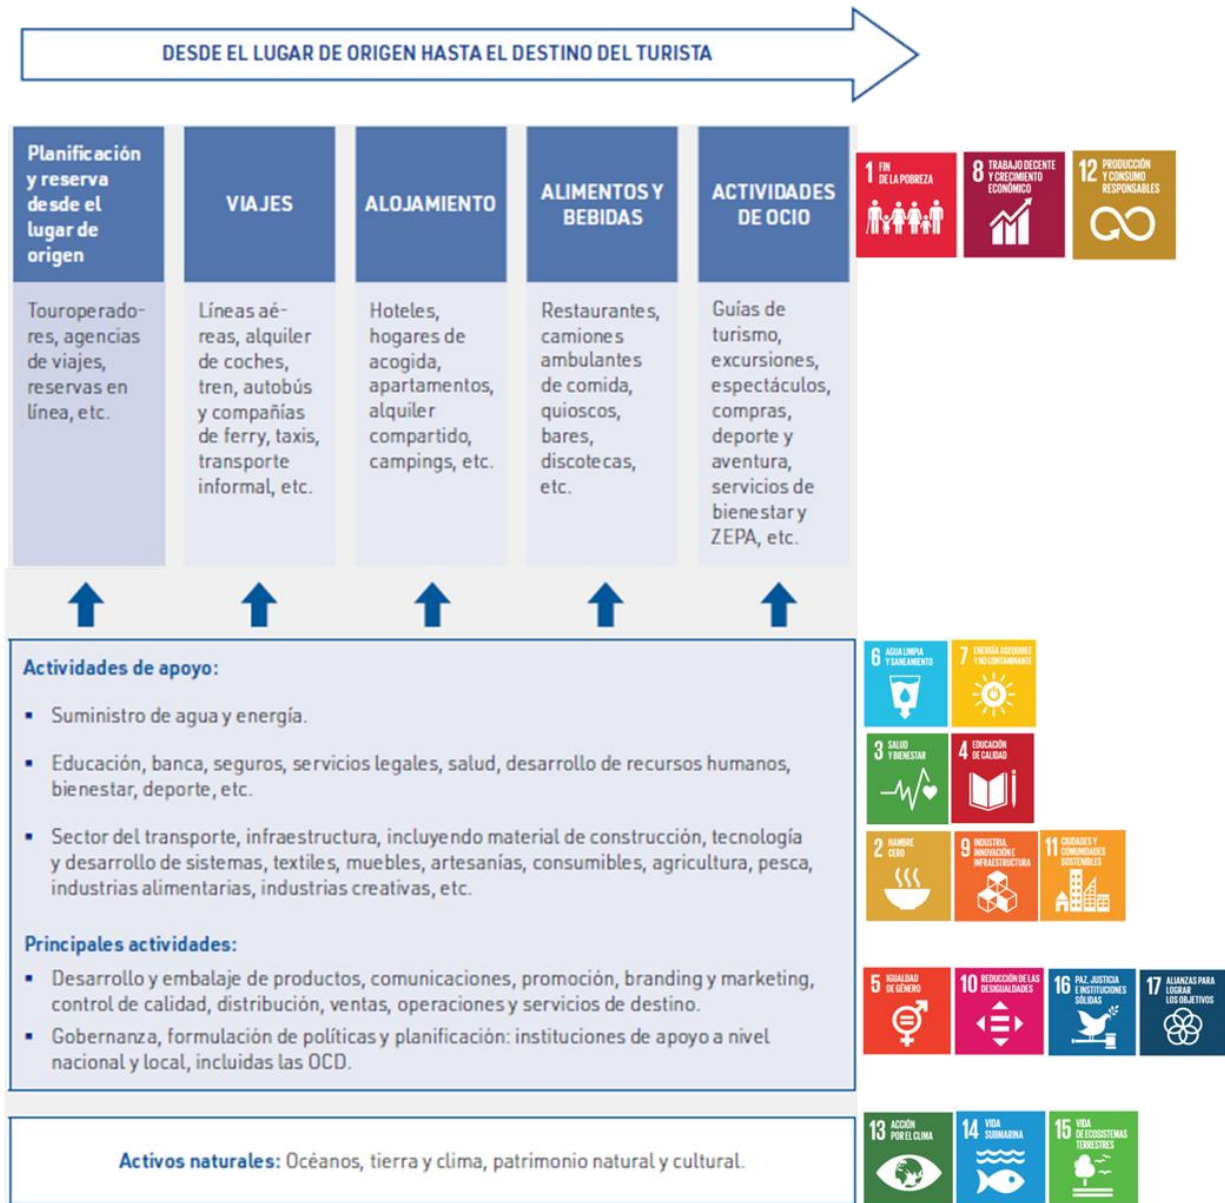 DESDE EL LUGAR DE ORIGEN HASTA EL DESTINO DEL TURISTA
Planificación
y reserva
desde el
lugar de
origen
VIAJES
ALOJAMIENTO
ALIMENTOS Y
BEBIDAS
ACTIVIDADES
DE OCIO
1 FIN
DE LA POBREZA
8 TRABAJO DECENTE
Y CRECIMIENTO
ECONÓMICO
12 PRODUCCIÓN
Y CONSUMO
RESPONSABLES
Touroperado-
res, agencias
de viajes,
reservas en
línea, etc.
Líneas aé-
reas, alquiler
de coches,
tren, autobús
y compañías
de ferry, taxis,
transporte
informal, etc.
Hoteles,
hogares de
acogida,
apartamentos,
alquiler
compartido,
campings, etc.
Restaurantes,
camiones
ambulantes
de comida,
quioscos,
bares,
discotecas,
etc.
Guías de
turismo,
excursiones,
espectáculos,
compras,
deporte y
aventura,
servicios de
bienestar y
ZEPA, etc.
Actividades de apoyo:
▪ Suministro de agua y energía.
▪ Educación, banca, seguros, servicios legales, salud, desarrollo de recursos humanos,
bienestar, deporte, etc.
▪ Sector del transporte, infraestructura, incluyendo material de construcción, tecnología
y desarrollo de sistemas, textiles, muebles, artesanías, consumibles, agricultura, pesca,
industrias alimentarias, industrias creativas, etc.
Principales actividades:
▪ Desarrollo y embalaje de productos, comunicaciones, promoción, branding y marketing,
control de calidad, distribución, ventas, operaciones y servicios de destino.
▪ Gobernanza, formulación de políticas y planificación: instituciones de apoyo a nivel
nacional y local, incluidas las OCD.
6 AGUA LIMPIA
Y SANEAMIENTO
7 ENERGÍA ASEQUIBLE
Y NO CONTAMINANTE
3 SALUD
Y BIENESTAR
4 EDUCACIÓN
DE CALIDAD
2 HAMBRE
CERO
9 INDUSTRIA,
INNOVACIÓN E
INFRAESTRUCTURA
11 CIUDADES Y
COMUNIDADES
SOSTENIBLES
5 IGUALDAD
DE GÉNERO
10 REDUCCIÓN DE LAS
DESIGUALDADES
16 PAZ, JUSTICIA
E INSTITUCIONES
SÓLIDAS
17 ALIANZAS PARA
LOGRAR
LOS OBJETIVOS
Activos naturales: Océanos, tierra y clima, patrimonio natural y cultural.
13 ACCIÓN
POR EL CLIMA
14 VIDA
SUBMARINA
15 VIDA
DE ECOSISTEMAS
TERRESTRES